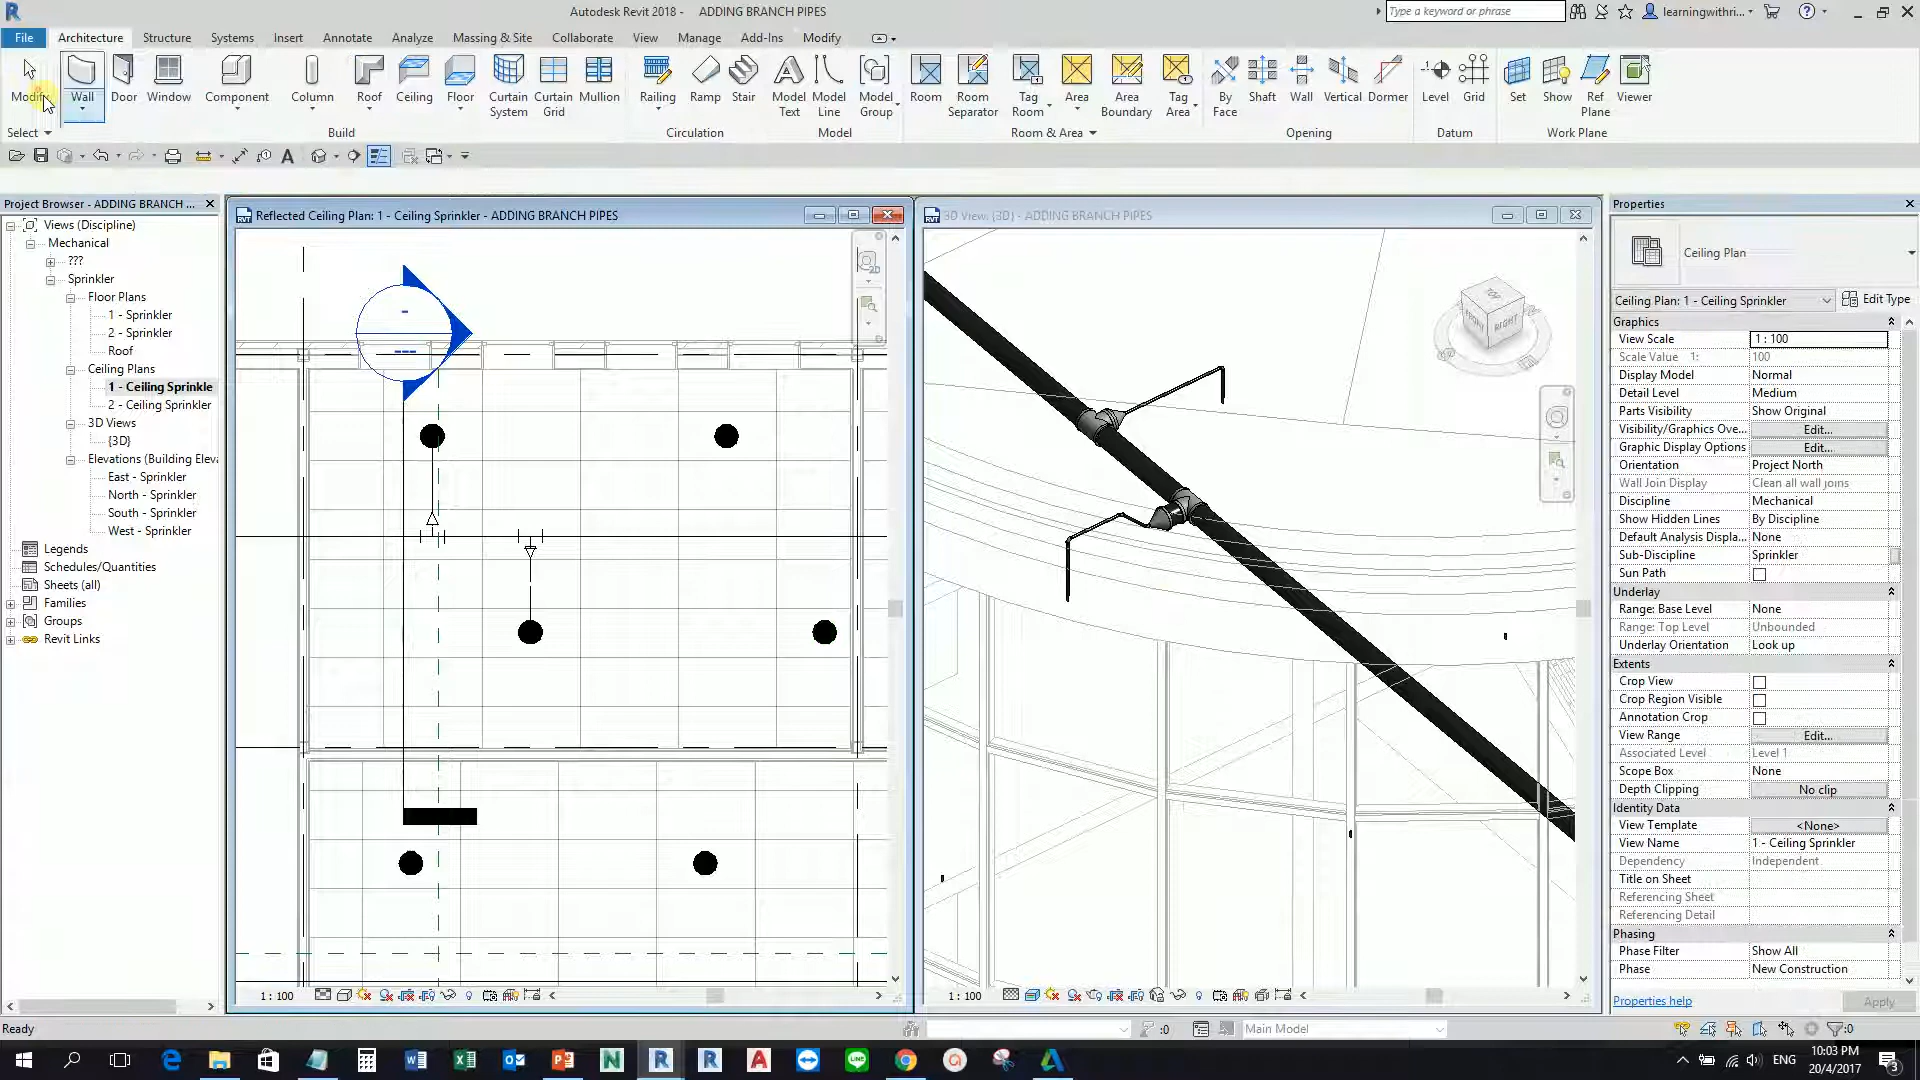 Autodesk Revit 2018 - ADDING BRANCH PIPES
Type a keyword or phrase
learningwithri...
File Architecture Structure Systems Insert Annotate Analyze Massing & Site Collaborate View Manage Add-Ins Modify
Modify Wall Door Window Component Column Roof Ceiling Floor Curtain System Curtain Grid Mullion Railing Ramp Stair Model Text Model Line Model Group Room Room Separator Tag Room Area Area Boundary Tag Area By Face Shaft Wall Vertical Dormer Level Grid Set Show Ref Plane Viewer
Select Build Circulation Model Room & Area Opening Datum Work Plane
Project Browser - ADDING BRANCH ...
Views (Discipline)
Mechanical
???
Sprinkler
Floor Plans
1 - Sprinkler
2 - Sprinkler
Roof
Ceiling Plans
1 - Ceiling Sprinkle
2 - Ceiling Sprinkler
3D Views
{3D}
Elevations (Building Eleva
East - Sprinkler
North - Sprinkler
South - Sprinkler
West - Sprinkler
Legends
Schedules/Quantities
Sheets (all)
Families
Groups
Revit Links
Reflected Ceiling Plan: 1 - Ceiling Sprinkler - ADDING BRANCH PIPES
1 : 100
3D View: {3D} - ADDING BRANCH PIPES
TOP
FRONT
RIGHT
1 : 100
Properties
Ceiling Plan
Ceiling Plan: 1 - Ceiling Sprinkler Edit Type
Graphics
View Scale 1 : 100
Scale Value 1: 100
Display Model Normal
Detail Level Medium
Parts Visibility Show Original
Visibility/Graphics Ove... Edit...
Graphic Display Options Edit...
Orientation Project North
Wall Join Display Clean all wall joins
Discipline Mechanical
Show Hidden Lines By Discipline
Default Analysis Displa... None
Sub-Discipline Sprinkler
Sun Path
Underlay
Range: Base Level None
Range: Top Level Unbounded
Underlay Orientation Look up
Extents
Crop View
Crop Region Visible
Annotation Crop
View Range Edit...
Associated Level Level 1
Scope Box None
Depth Clipping No clip
Identity Data
View Template <None>
View Name 1 - Ceiling Sprinkler
Dependency Independent
Title on Sheet
Referencing Sheet
Referencing Detail
Phasing
Phase Filter Show All
Phase New Construction
Properties help Apply
Ready :0 Main Model :0
ENG
10:03 PM
20/4/2017
3